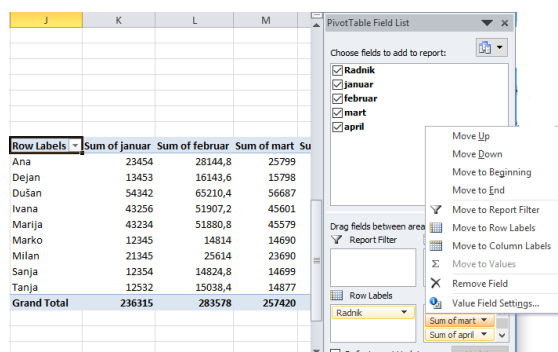 J K L M
Row Labels Sum of januar Sum of februar Sum of mart Su
Ana 23454 28144,8 25799
Dejan 13453 16143,6 15798
Dušan 54342 65210,4 56687
Ivana 43256 51907,2 45601
Marija 43234 51880,8 45579
Marko 12345 14814 14690
Milan 21345 25614 23690
Sanja 12354 14824,8 14699
Tanja 12532 15038,4 14877
Grand Total 236315 283578 257420
PivotTable Field List
Choose fields to add to report:
Radnik
januar
februar
mart
april
Drag fields between area
Report Filter
Row Labels
Radnik
Sum of mart
Sum of april
Move Up
Move Down
Move to Beginning
Move to End
Move to Report Filter
Move to Row Labels
Move to Column Labels
Σ Move to Values
Remove Field
Value Field Settings...